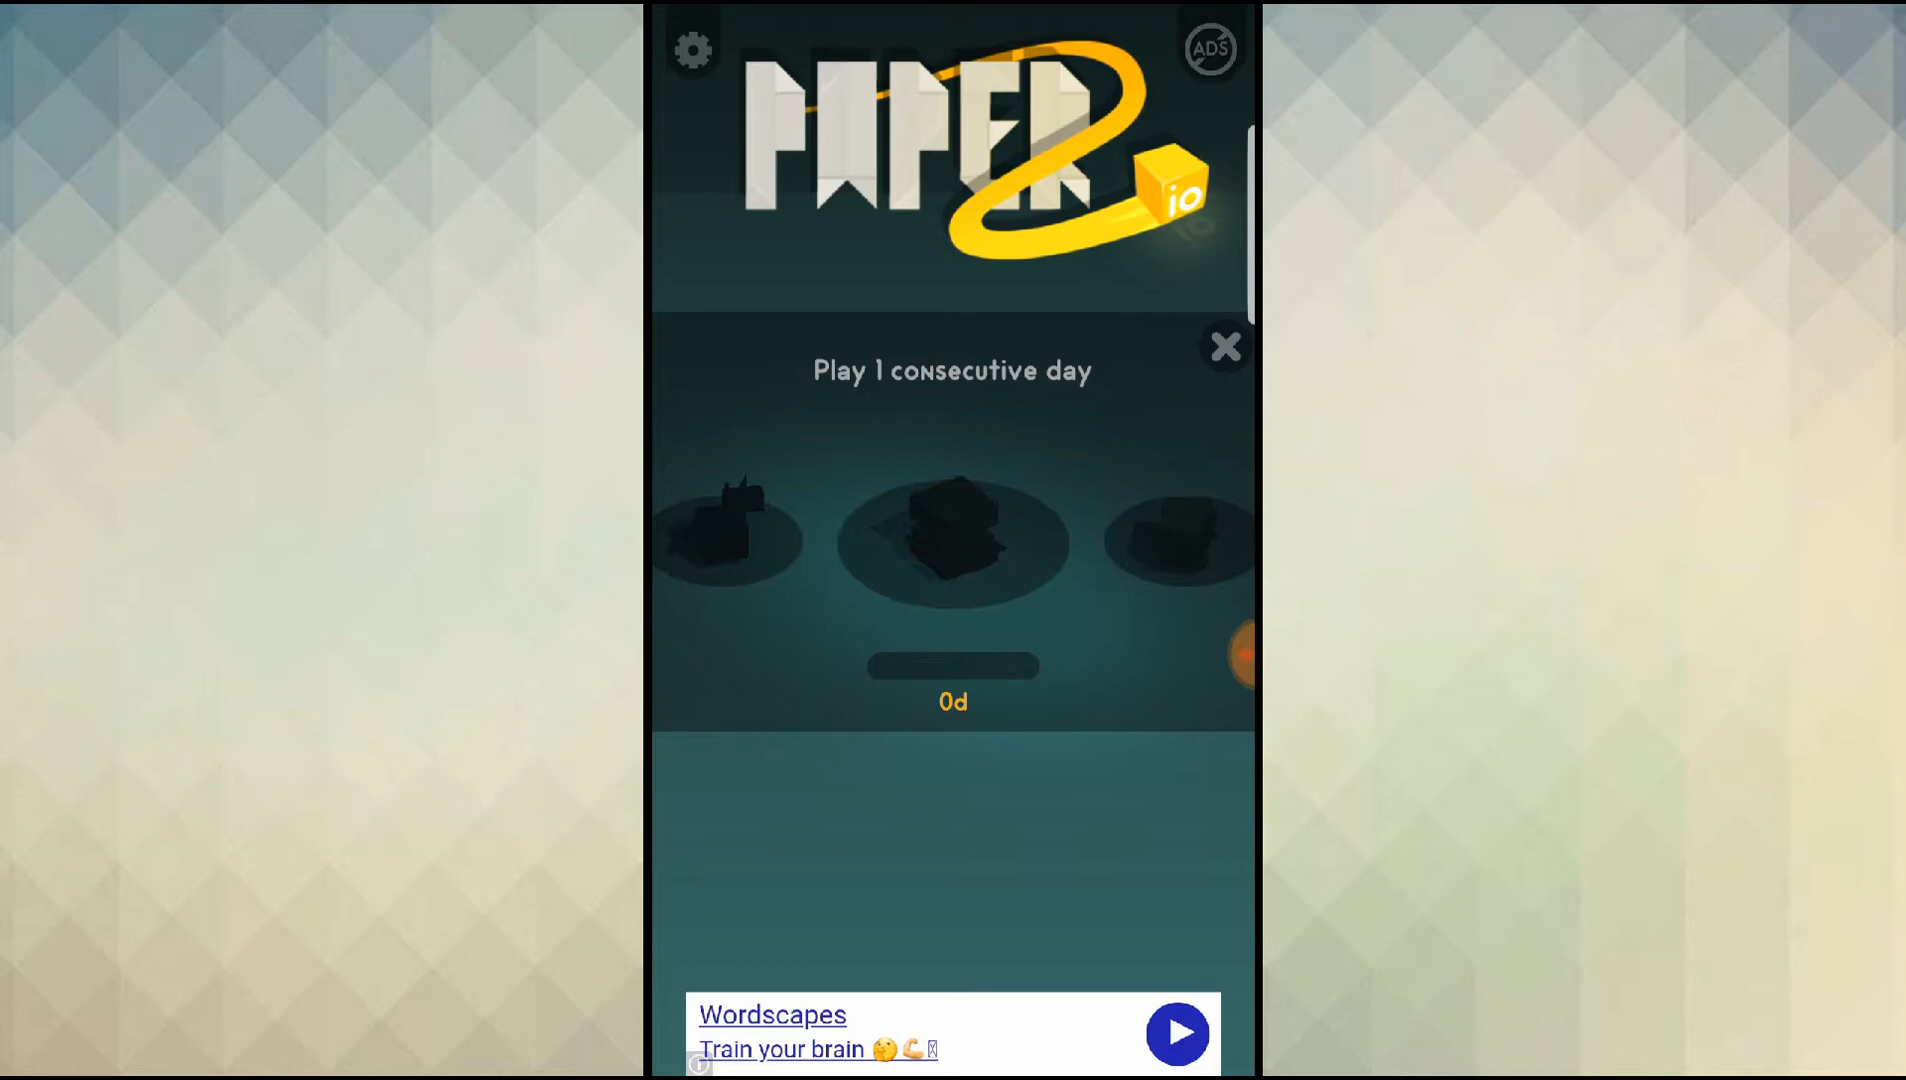 ADS
PAPER
io
Play 1 consecutive day
0d
Wordscapes
Train your brain 🤔💪🏻